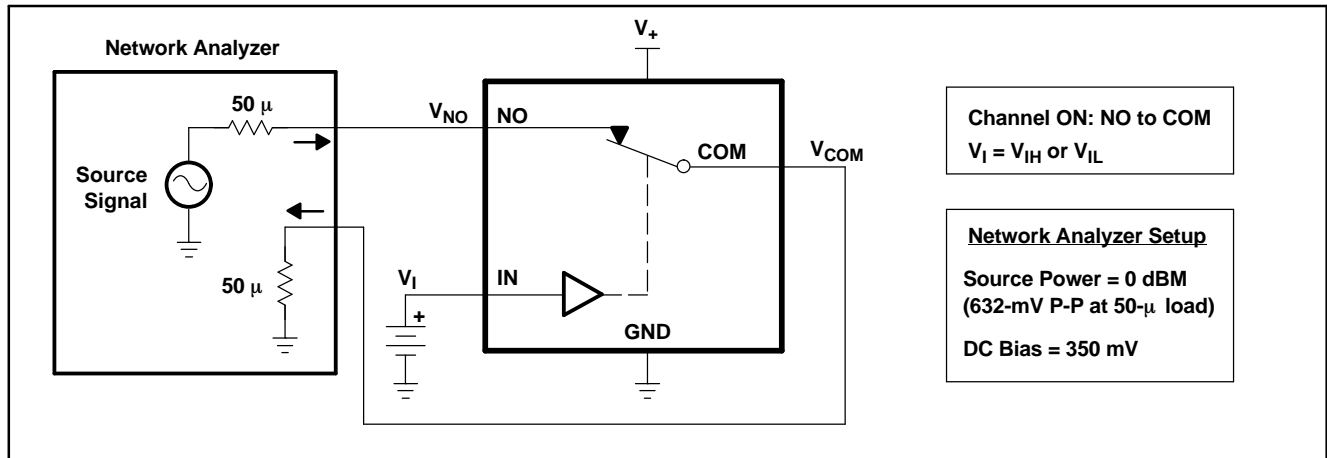 Network Analyzer
50 μ
Source
Signal
50 μ
V+
VNO
NO
COM
VCOM
VI
+
IN
GND
Channel ON: NO to COM
VI = VIH or VIL
Network Analyzer Setup
Source Power = 0 dBM
(632-mV P-P at 50-μ load)
DC Bias = 350 mV